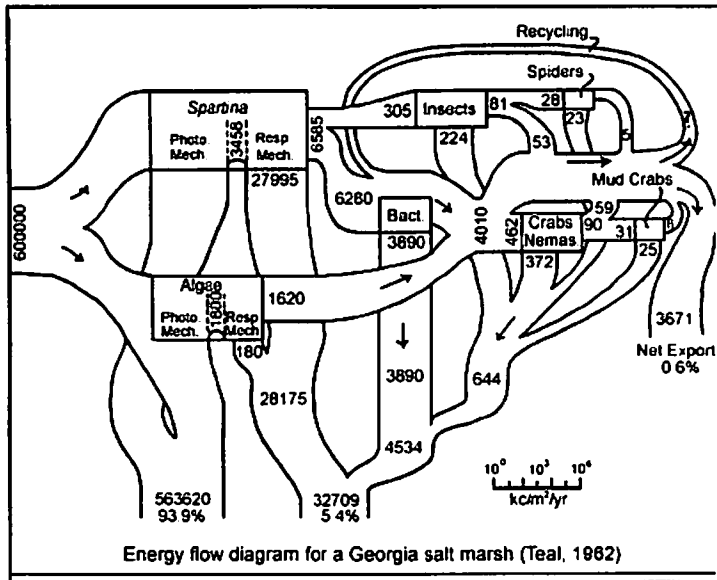 Recycling
Spiders
Spartina
Photo. Mech.
3458
Resp Mech.
6585
305
Insects
81
28
23
224
53
5
27995
6280
Mud Crabs
600000
Bact.
3890
4010
462
Crabs Nemas.
90
59
31
25
372
Algae
Photo. Mech.
1800
Resp Mech
1620
180
3671
Net Export
0.6%
28175
3890
644
4534
563620
93.9%
32709
5.4%
10⁰ 10³ 10⁶
kc/m²/yr
Energy flow diagram for a Georgia salt marsh (Teal, 1962)